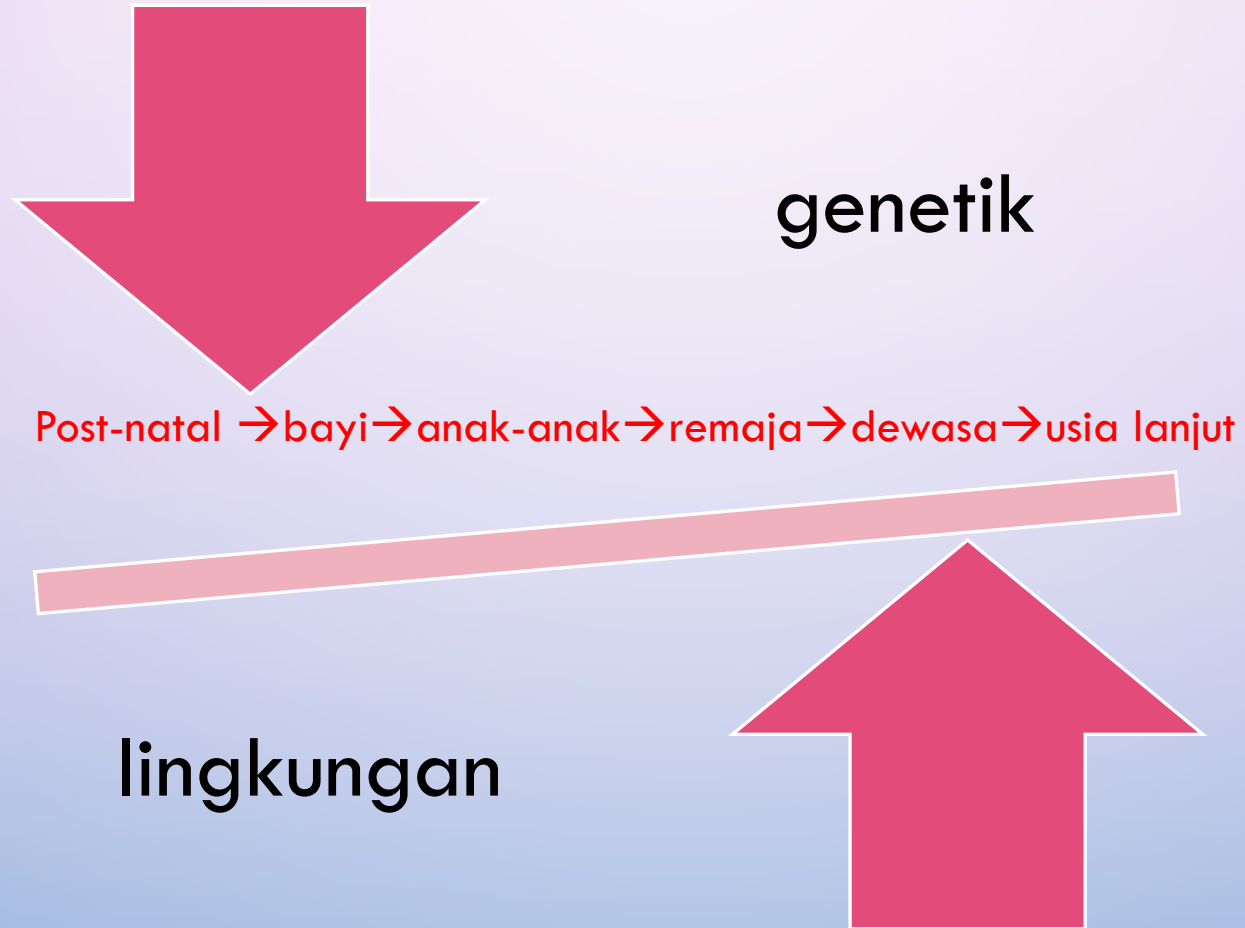 genetik
Post-natal →bayi→anak-anak→remaja→dewasa→usia lanjut
lingkungan